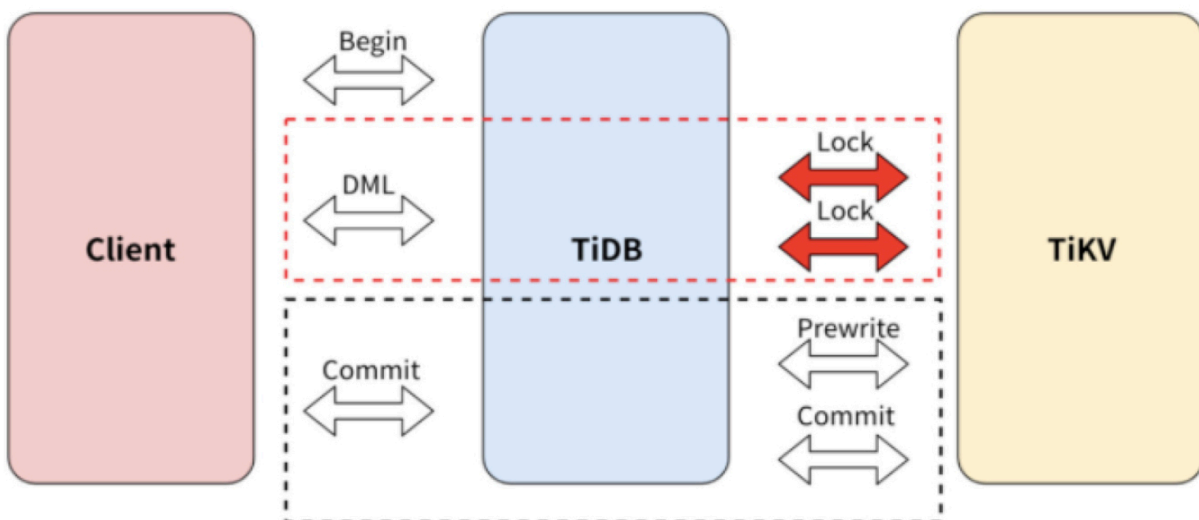 Begin
Lock
DML
Lock
Client
TiDB
TiKV
Prewrite
Commit
Commit